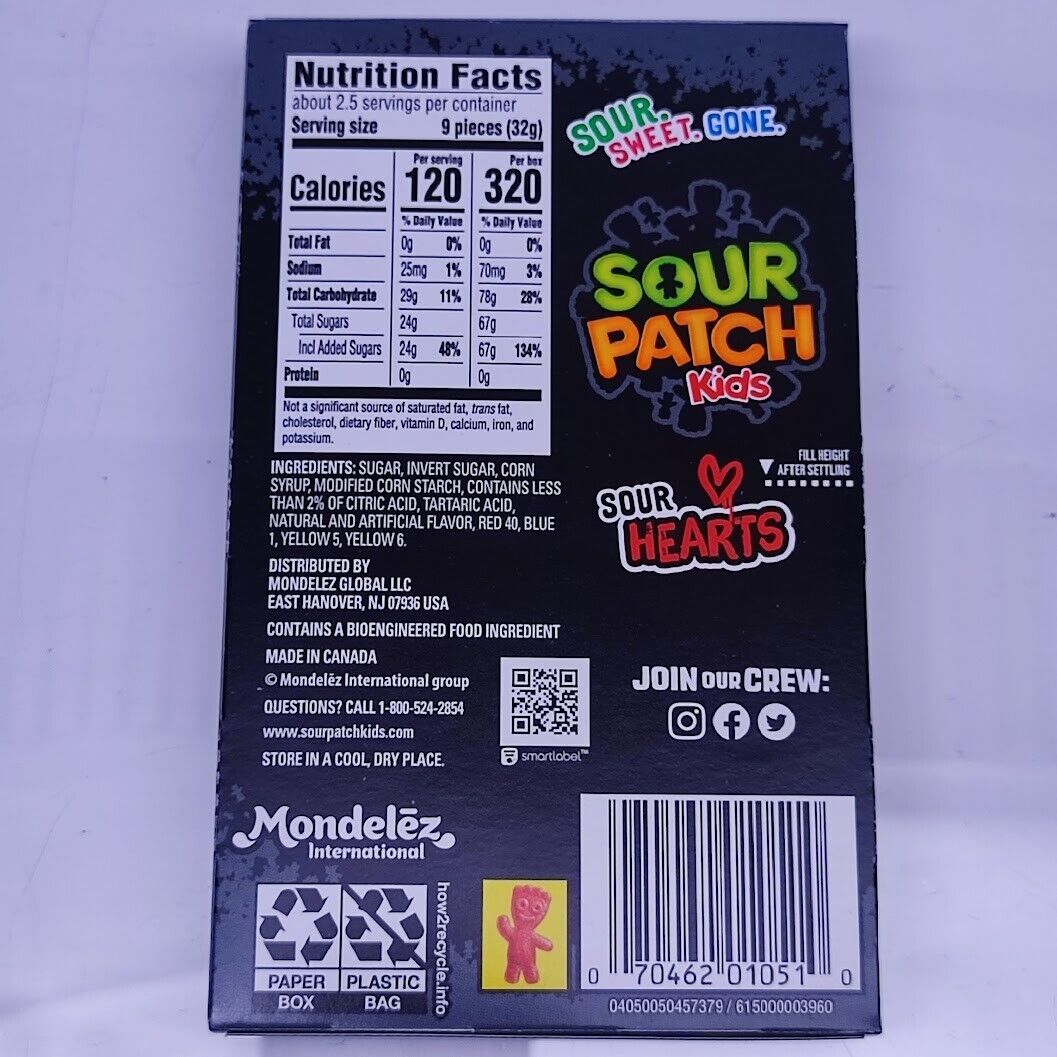 Nutrition Facts
about 2.5 servings per container
Serving size 9 pieces (32g)
Per serving Per box
Calories 120 320
% Daily Value % Daily Value
Total Fat 0g 0% 0g 0%
Sodium 25mg 1% 70mg 3%
Total Carbohydrate 29g 11% 78g 28%
Total Sugars 24g 67g
Incl Added Sugars 24g 48% 67g 134%
Protein 0g 0g
Not a significant source of saturated fat, trans fat,
cholesterol, dietary fiber, vitamin D, calcium, iron, and
potassium.
INGREDIENTS: SUGAR, INVERT SUGAR, CORN
SYRUP, MODIFIED CORN STARCH, CONTAINS LESS
THAN 2% OF CITRIC ACID, TARTARIC ACID,
NATURAL AND ARTIFICIAL FLAVOR, RED 40, BLUE
1, YELLOW 5, YELLOW 6.
DISTRIBUTED BY
MONDELEZ GLOBAL LLC
EAST HANOVER, NJ 07936 USA
CONTAINS A BIOENGINEERED FOOD INGREDIENT
MADE IN CANADA
© Mondelēz International group
QUESTIONS? CALL 1-800-524-2854
www.sourpatchkids.com
STORE IN A COOL, DRY PLACE.
smartlabel™
Mondelēz
International
PAPER
BOX
PLASTIC
BAG
how2recycle.info
SOUR.
SWEET. GONE.
SOUR
PATCH
Kids
FILL HEIGHT
AFTER SETTLING
SOUR
HEARTS
JOIN OUR CREW:
0 70462 01051 0
04050050457379 / 615000003960